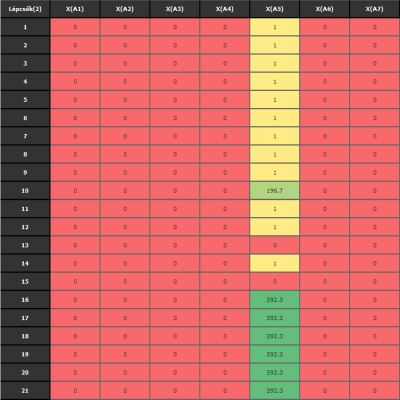 Lépcsők(2) X(A1) X(A2) X(A3) X(A4) X(A5) X(A6) X(A7)
1 0 0 0 0 1 0 0
2 0 0 0 0 1 0 0
3 0 0 0 0 1 0 0
4 0 0 0 0 1 0 0
5 0 0 0 0 1 0 0
6 0 0 0 0 1 0 0
7 0 0 0 0 1 0 0
8 0 0 0 0 1 0 0
9 0 0 0 0 1 0 0
10 0 0 0 0 196.7 0 0
11 0 0 0 0 1 0 0
12 0 0 0 0 1 0 0
13 0 0 0 0 0 0 0
14 0 0 0 0 1 0 0
15 0 0 0 0 0 0 0
16 0 0 0 0 392.3 0 0
17 0 0 0 0 392.3 0 0
18 0 0 0 0 392.3 0 0
19 0 0 0 0 392.3 0 0
20 0 0 0 0 392.3 0 0
21 0 0 0 0 392.3 0 0